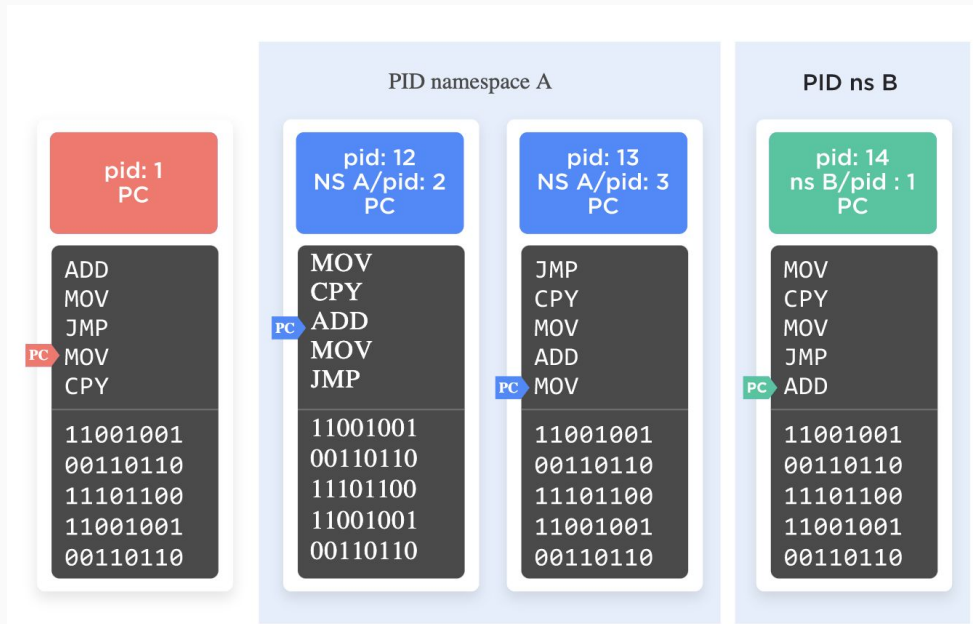 PID namespace A
PID ns B
pid: 1
PC
ADD
MOV
JMP
PC
MOV
CPY
11001001
00110110
11101100
11001001
00110110
pid: 12
NS A/pid: 2
PC
MOV
CPY
PC
ADD
MOV
JMP
11001001
00110110
11101100
11001001
00110110
pid: 13
NS A/pid: 3
PC
JMP
CPY
MOV
ADD
PC
MOV
11001001
00110110
11101100
11001001
00110110
pid: 14
ns B/pid : 1
PC
MOV
CPY
MOV
JMP
PC
ADD
11001001
00110110
11101100
11001001
00110110